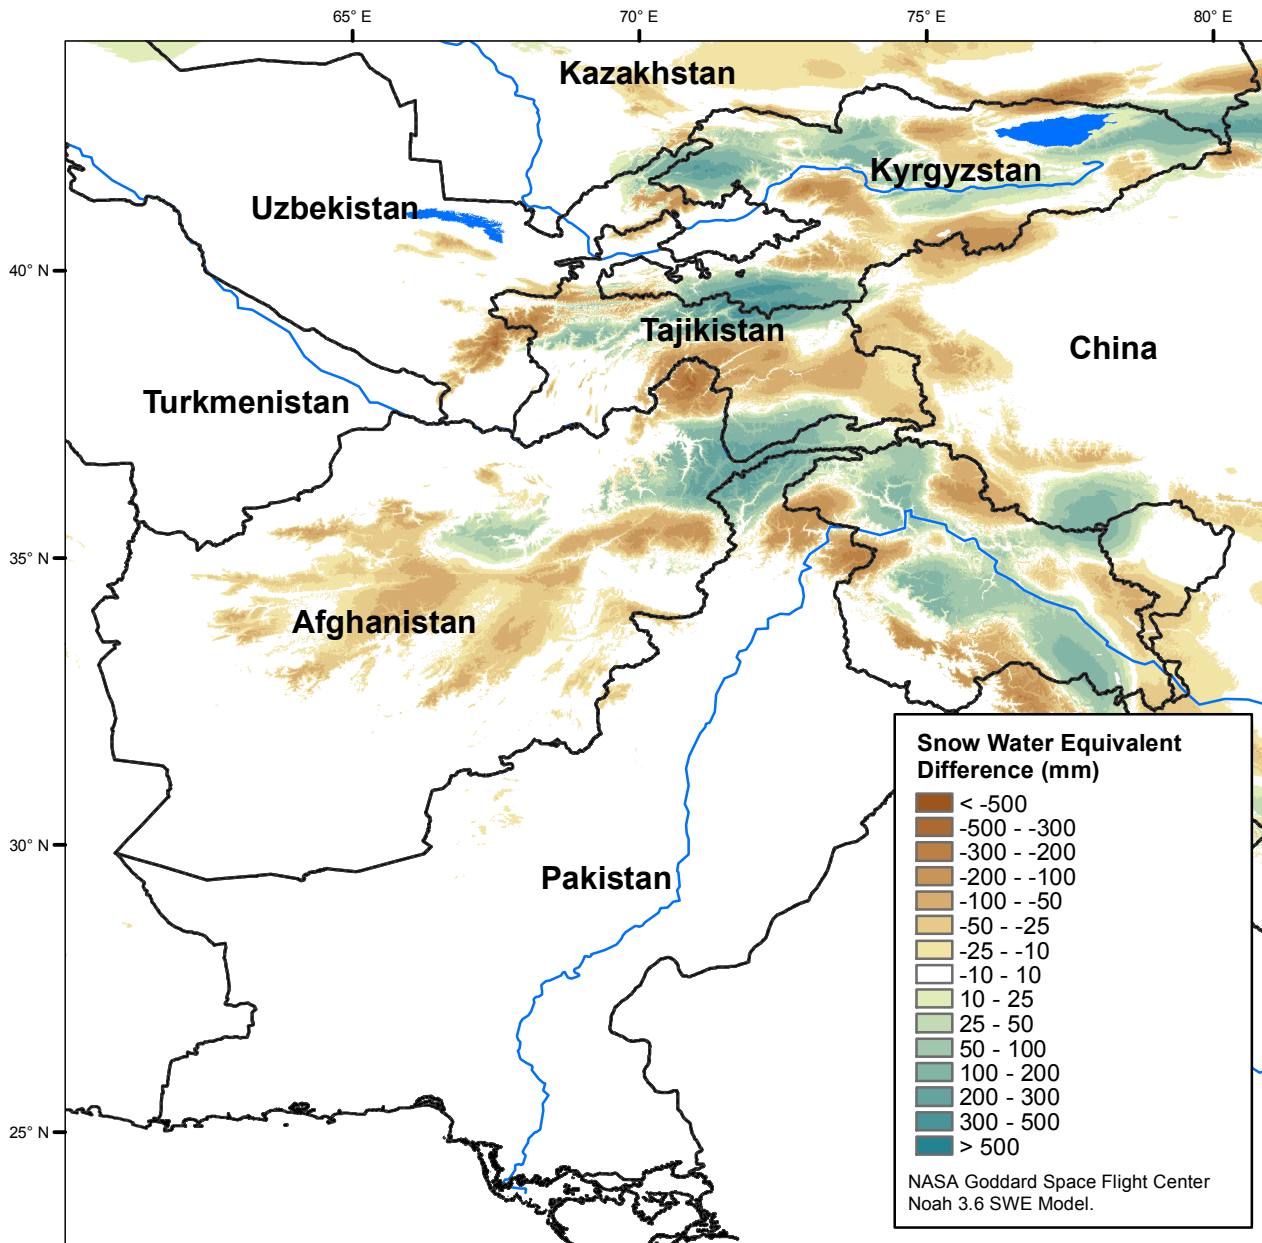 65° E
70° E
75° E
80° E
Kazakhstan
Kyrgyzstan
Uzbekistan
40° N
Tajikistan
China
Turkmenistan
35° N
Afghanistan
Snow Water Equivalent
Difference (mm)
< -500
-500 - -300
-300 - -200
-200 - -100
-100 - -50
-50 - -25
-25 - -10
-10 - 10
10 - 25
25 - 50
50 - 100
100 - 200
200 - 300
300 - 500
> 500
30° N
Pakistan
25° N
NASA Goddard Space Flight Center
Noah 3.6 SWE Model.